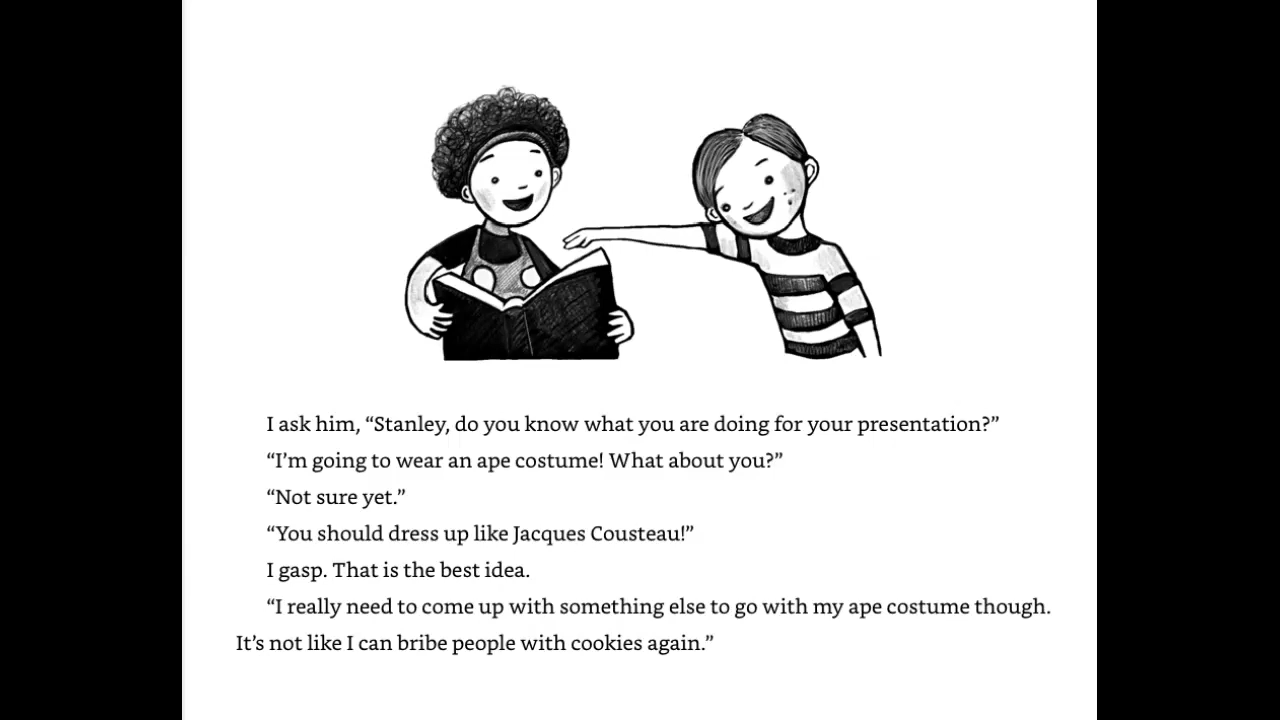 I ask him, “Stanley, do you know what you are doing for your presentation?”
“I’m going to wear an ape costume! What about you?”
“Not sure yet.”
“You should dress up like Jacques Cousteau!”
I gasp. That is the best idea.
“I really need to come up with something else to go with my ape costume though.
It’s not like I can bribe people with cookies again.”